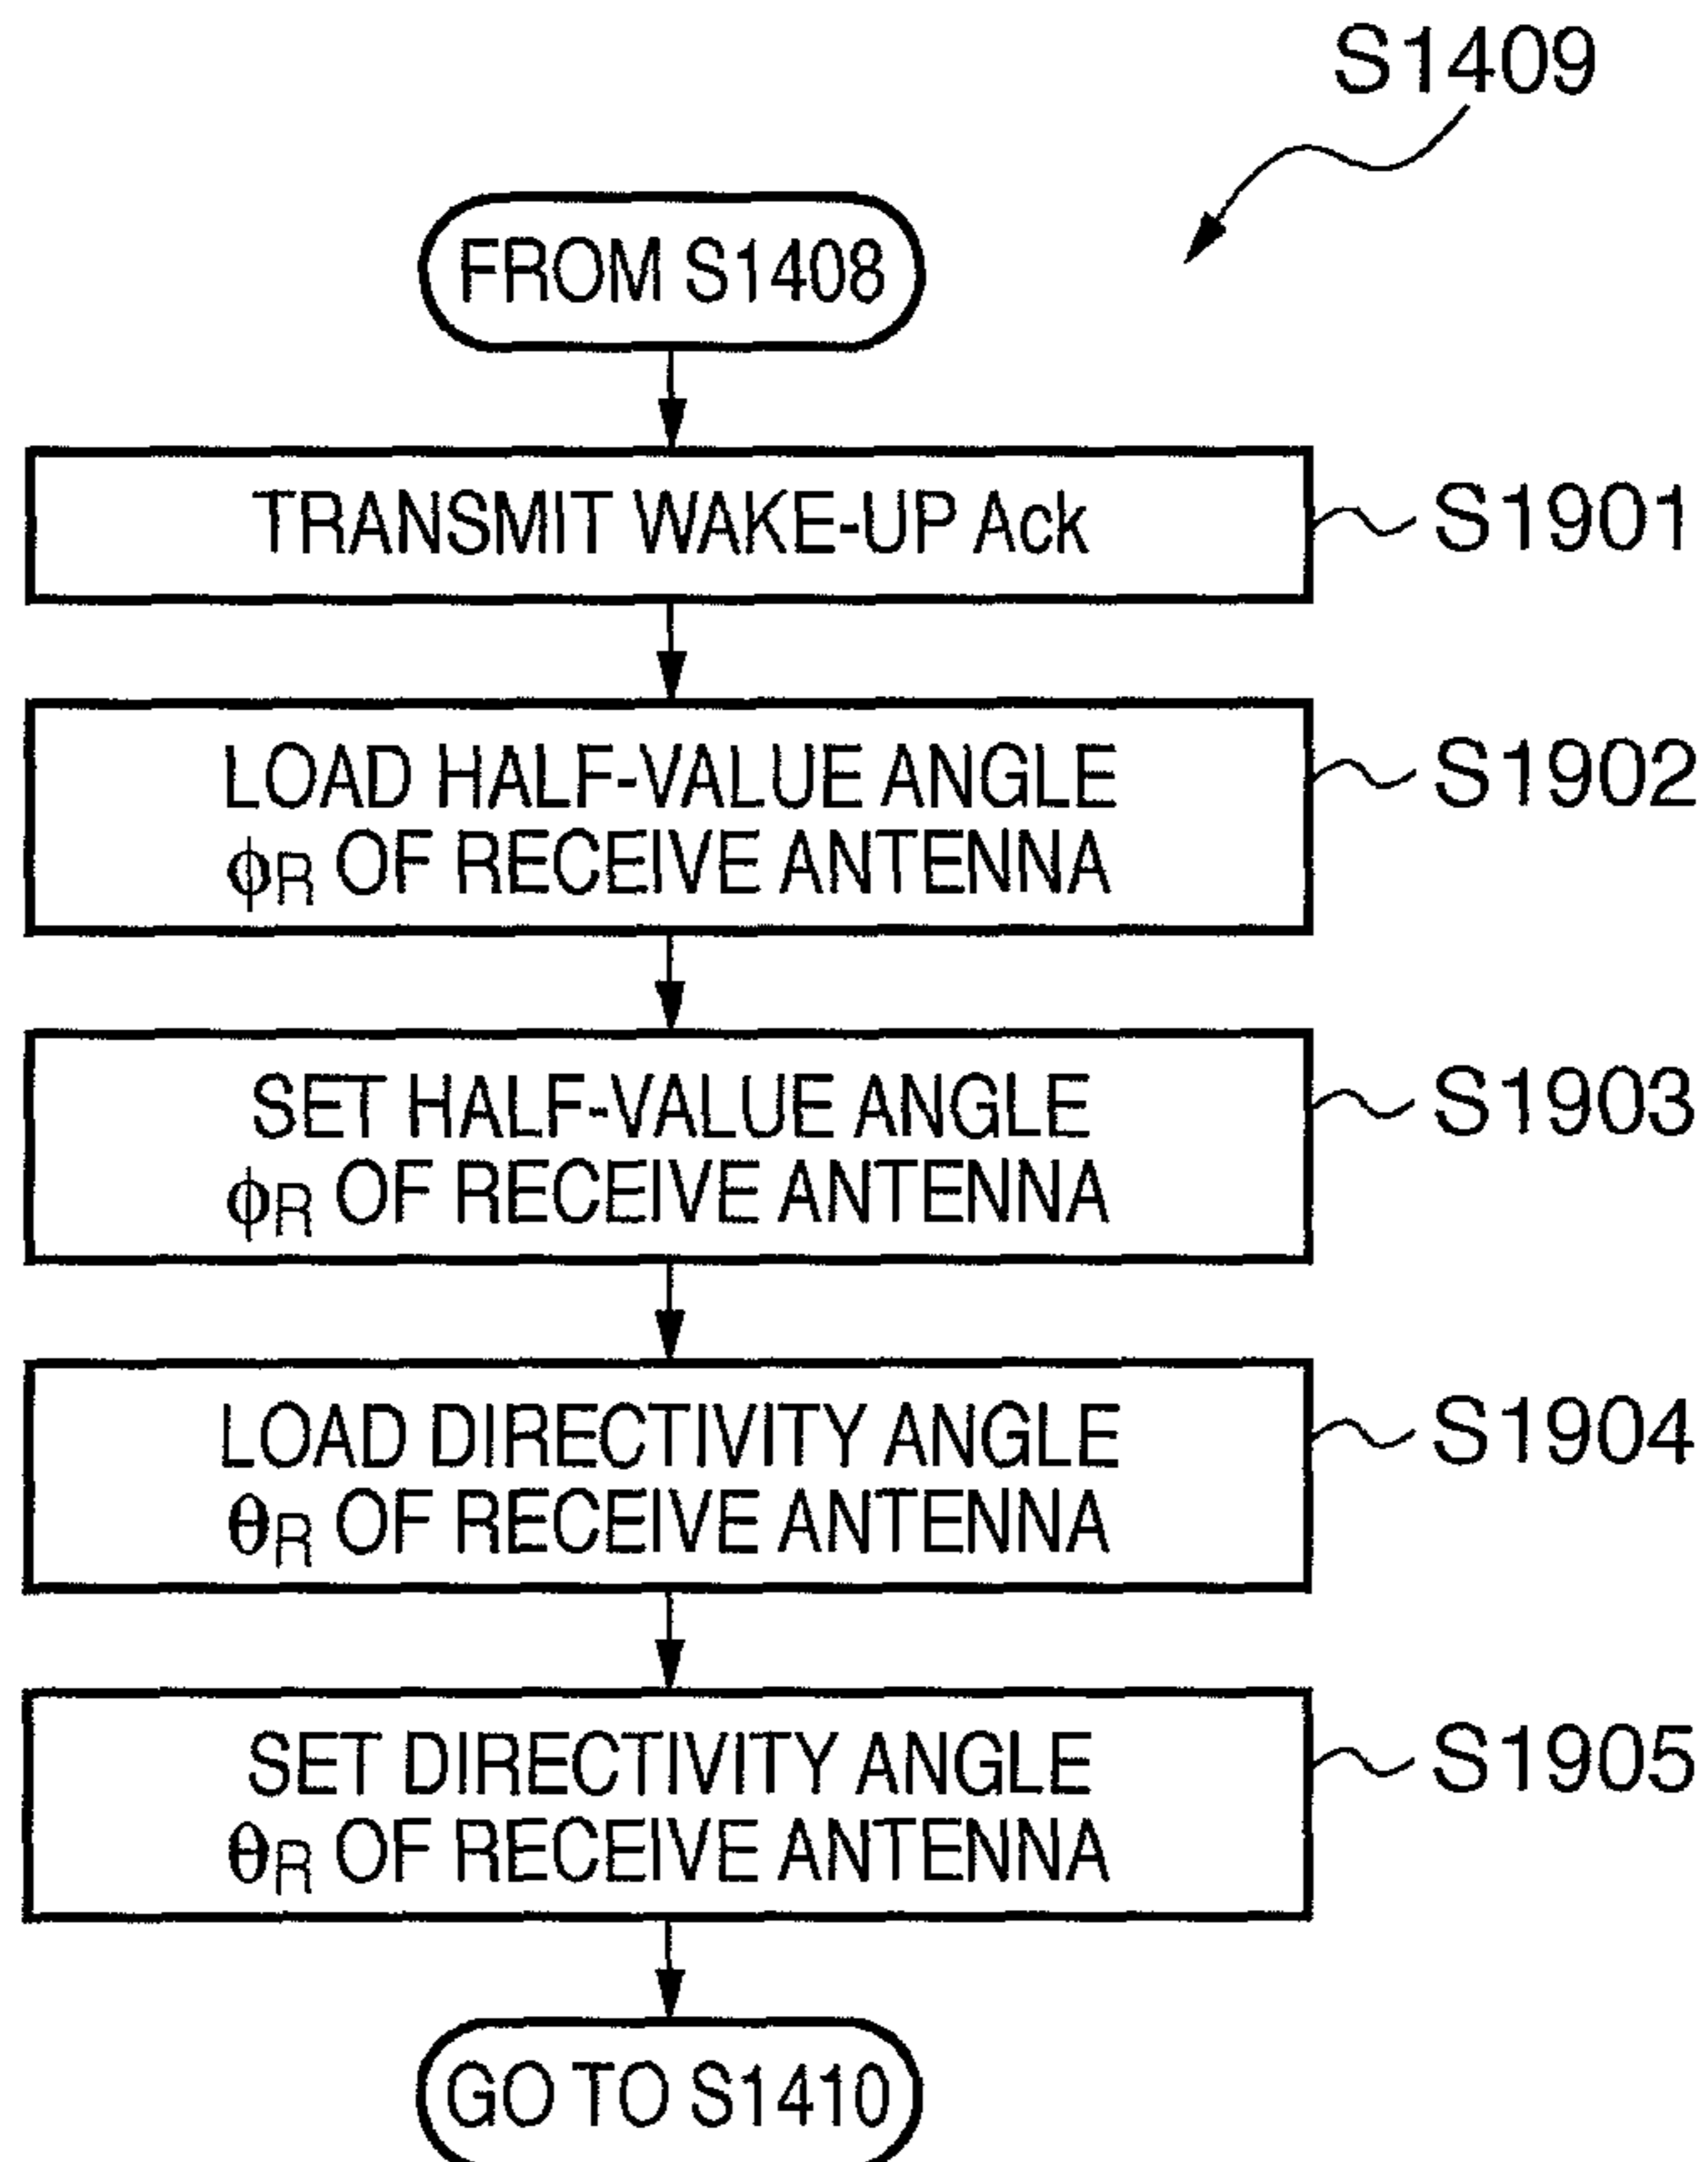 S1409
FROM S1408
TRANSMIT WAKE-UP Ack
S1901
LOAD HALF-VALUE ANGLE
ϕR OF RECEIVE ANTENNA
S1902
SET HALF-VALUE ANGLE
ϕR OF RECEIVE ANTENNA
S1903
LOAD DIRECTIVITY ANGLE
θR OF RECEIVE ANTENNA
S1904
SET DIRECTIVITY ANGLE
θR OF RECEIVE ANTENNA
S1905
GO TO S1410